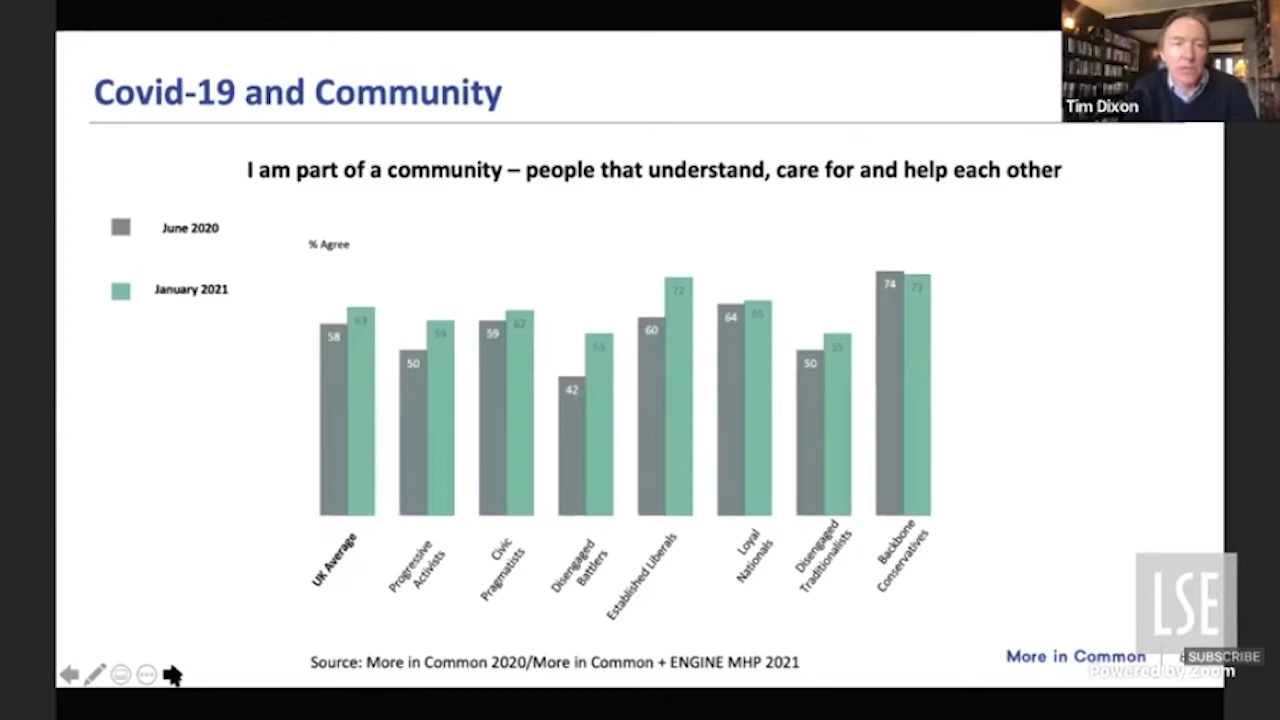 Tim Dixon
Covid-19 and Community
I am part of a community – people that understand, care for and help each other
June 2020
January 2021
% Agree
58 63
50 59
59 62
42 55
60 72
64 65
50 55
74 73
UK Average
Progressive
Activists
Civic
Pragmatists
Disengaged
Battlers
Established Liberals
Loyal
Nationals
Disengaged
Traditionalists
Backbone
Conservatives
Source: More in Common 2020/More in Common + ENGINE MHP 2021
More in Common
LSE
SUBSCRIBE
Powered by Zoom